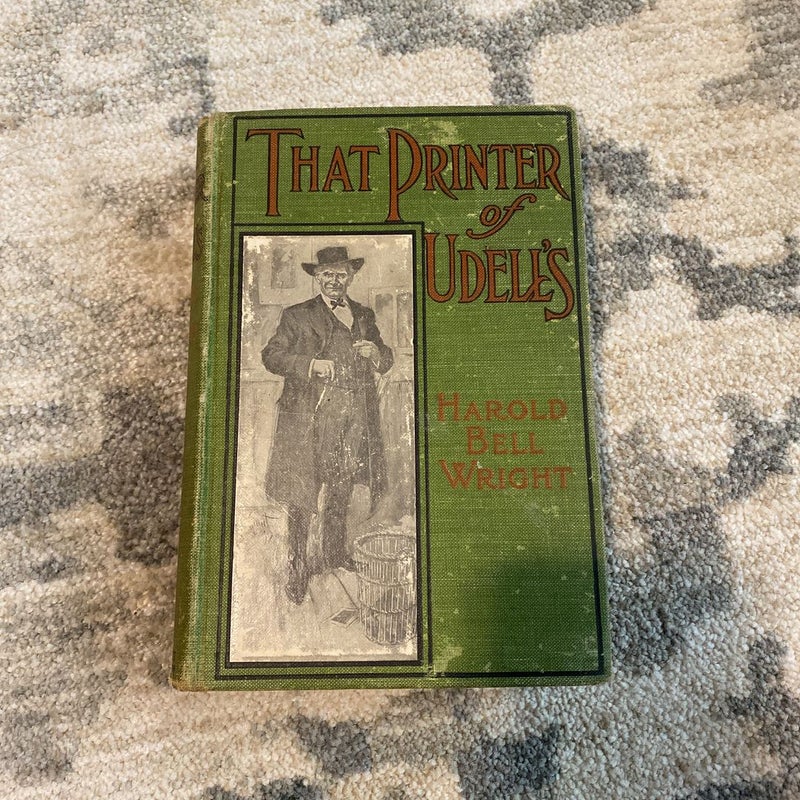 THAT PRINTER
of
UDELL'S
HAROLD
BELL
WRIGHT